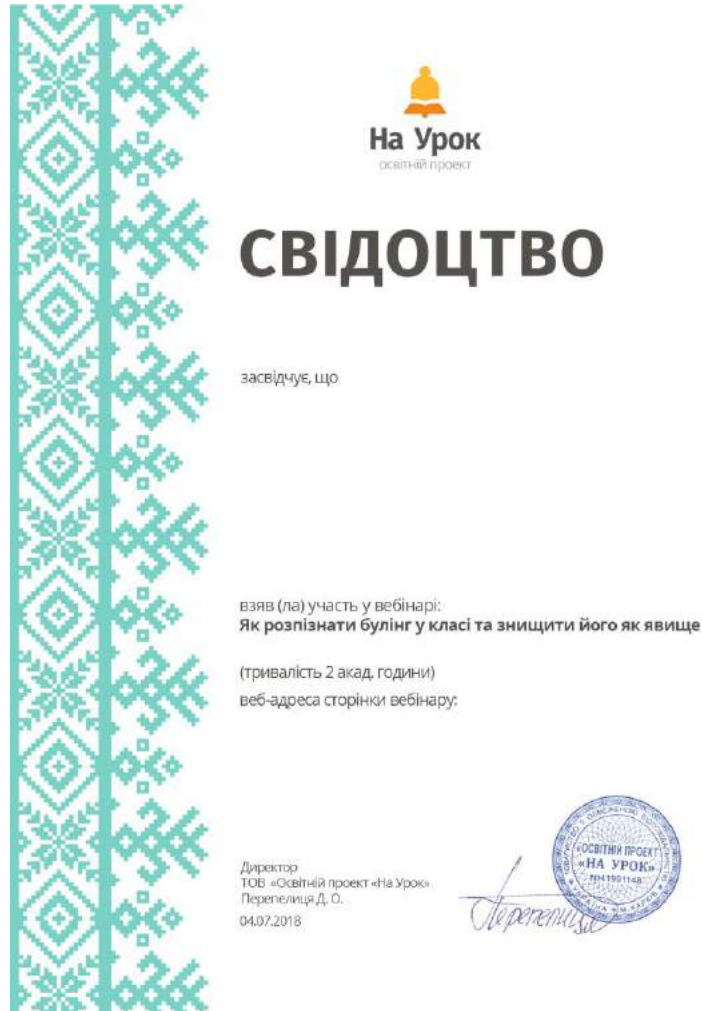 На Урок
освітній проект
СВІДОЦТВО
засвідчує, що
взяв (ла) участь у вебінарі:
Як розпізнати булінг у класі та знищити його як явище
(тривалість 2 акад. години)
веб-адреса сторінки вебінару:
Директор
ТОВ «Освітній проект «На Урок»
Перепелиця Д. О.
04.07.2018
«ОСВІТНІЙ ПРОЕКТ
«НА УРОК»
Перепелиця